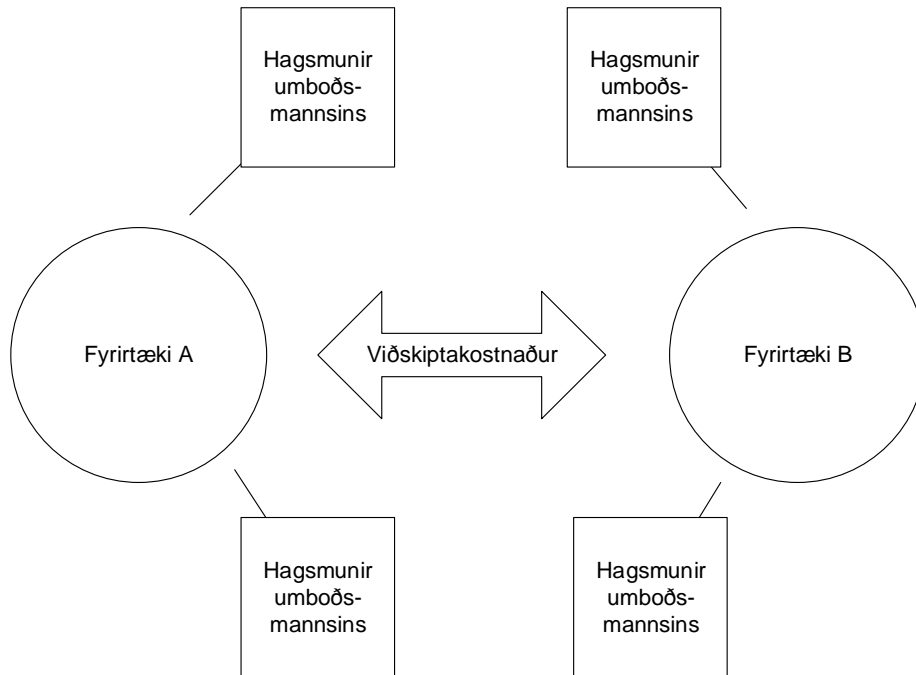 Hagsmunir
umboðs-
mannsins
Hagsmunir
umboðs-
mannsins
Fyrirtæki A
Viðskiptakostnaður
Fyrirtæki B
Hagsmunir
umboðs-
mannsins
Hagsmunir
umboðs-
mannsins